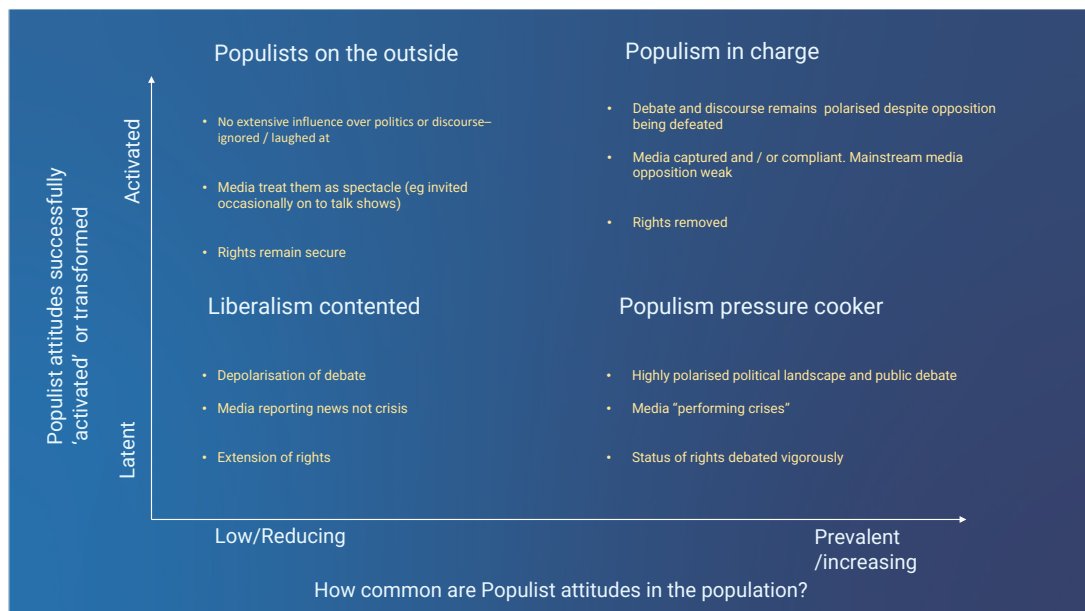 Populists on the outside
• No extensive influence over politics or discourse–
ignored / laughed at
• Media treat them as spectacle (eg invited
occasionally on to talk shows)
• Rights remain secure
Populism in charge
• Debate and discourse remains polarised despite opposition
being defeated
• Media captured and / or compliant. Mainstream media
opposition weak
• Rights removed
Populist attitudes successfully
‘activated’ or transformed
Activated
Latent
Liberalism contented
• Depolarisation of debate
• Media reporting news not crisis
• Extension of rights
Populism pressure cooker
• Highly polarised political landscape and public debate
• Media “performing crises”
• Status of rights debated vigorously
Low/Reducing
Prevalent
/increasing
How common are Populist attitudes in the population?